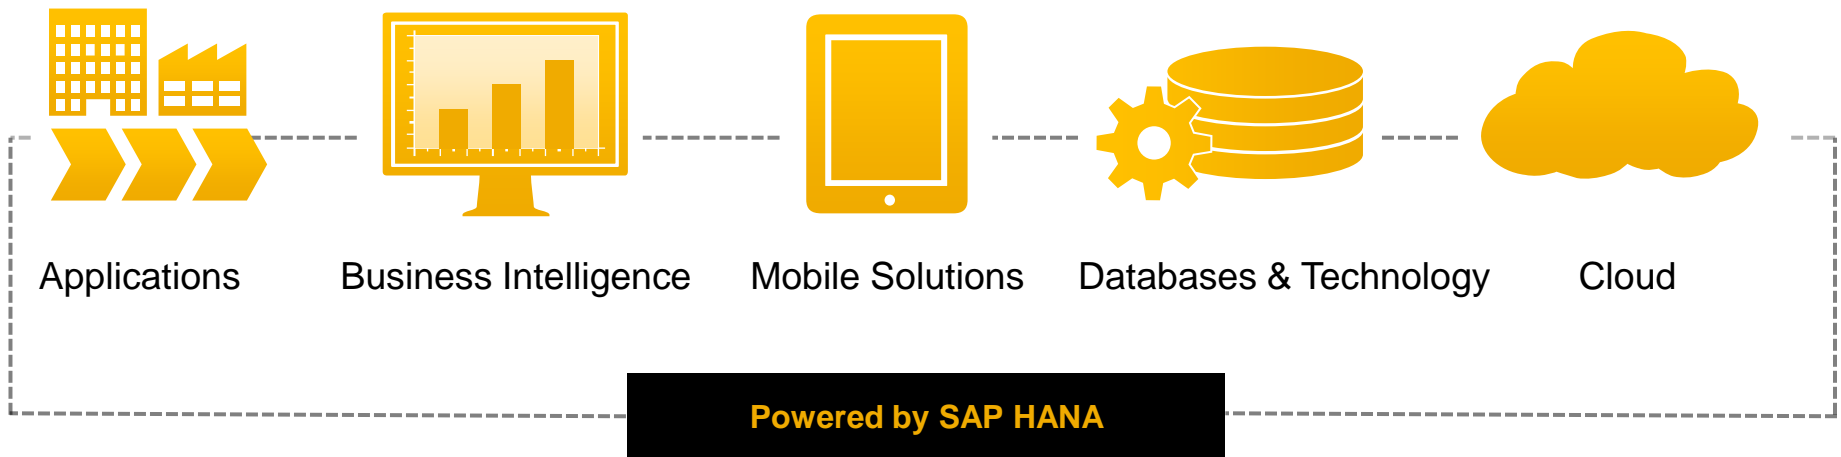 Applications
Business Intelligence
Mobile Solutions
Databases & Technology
Cloud
Powered by SAP HANA